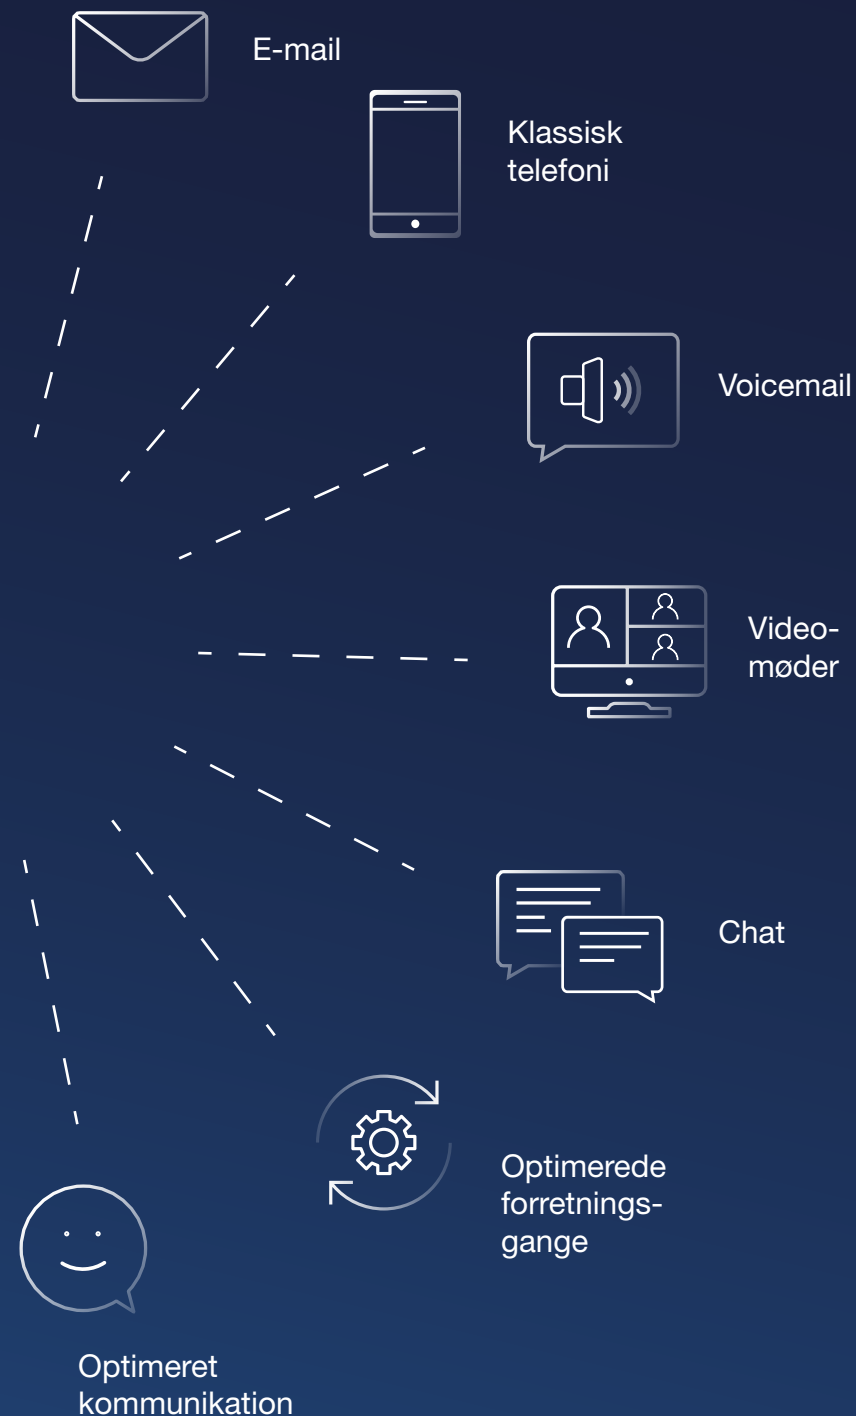 E-mail
Klassisk
telefoni
Voicemail
Video-
møder
Chat
Optimerede
forretnings-
gange
Optimeret
kommunikation